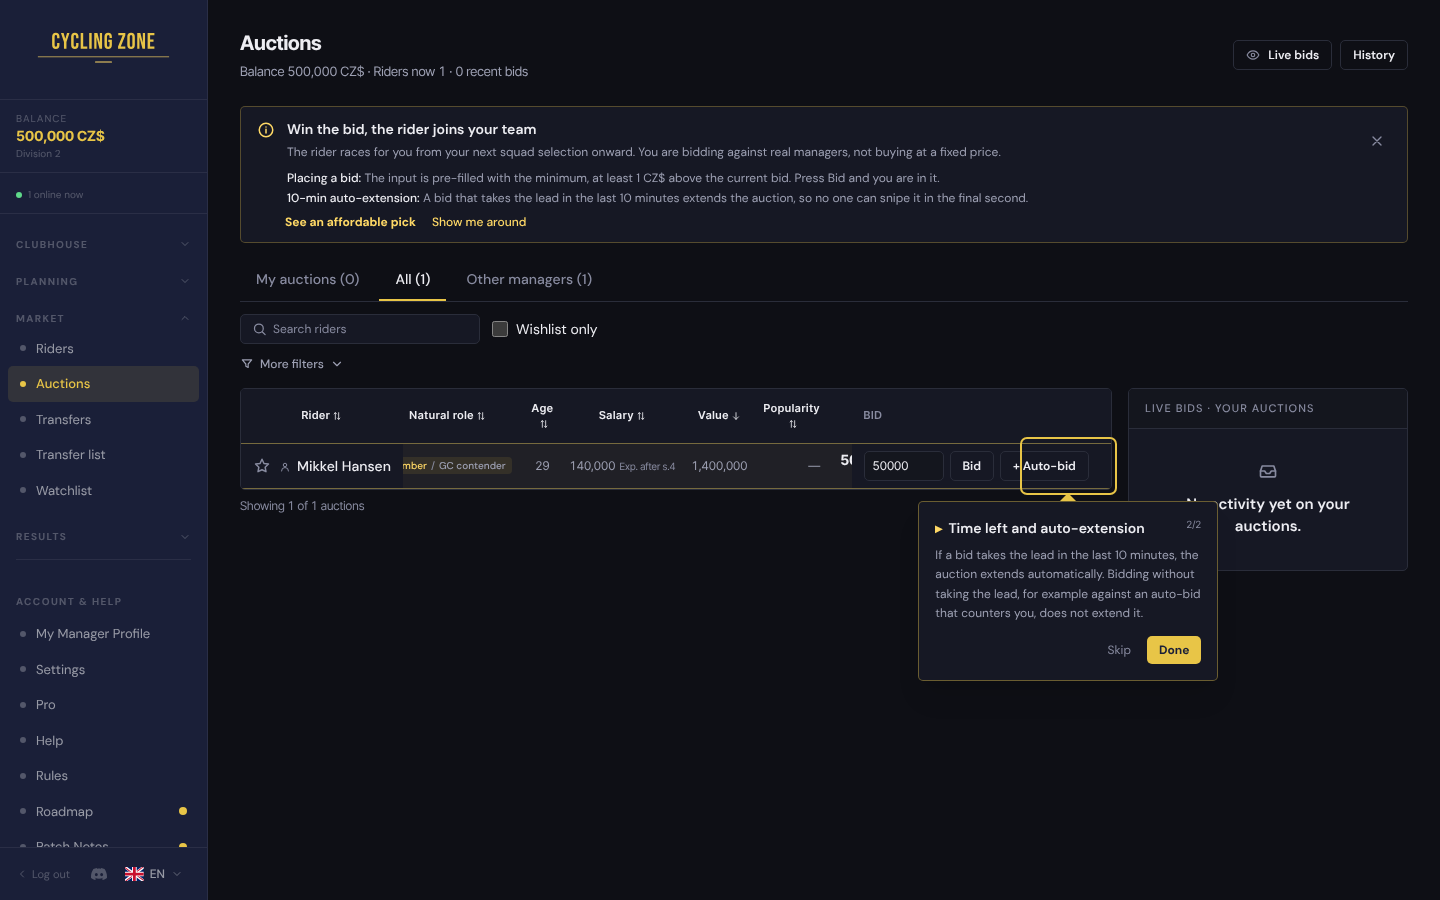 CYCLING ZONE
BALANCE
500,000 CZ$
Division 2
1 online now
CLUBHOUSE
PLANNING
MARKET
Riders
Auctions
Transfers
Transfer list
Watchlist
RESULTS
ACCOUNT & HELP
My Manager Profile
Settings
Pro
Help
Rules
Roadmap
Patch Notes
Log out
EN
Auctions
Balance 500,000 CZ$ · Riders now 1 · 0 recent bids
Live bids
History
Win the bid, the rider joins your team
The rider races for you from your next squad selection onward. You are bidding against real managers, not buying at a fixed price.
Placing a bid: The input is pre-filled with the minimum, at least 1 CZ$ above the current bid. Press Bid and you are in it.
10-min auto-extension: A bid that takes the lead in the last 10 minutes extends the auction, so no one can snipe it in the final second.
See an affordable pick Show me around
My auctions (0) All (1) Other managers (1)
Search riders
Wishlist only
More filters
Rider Natural role Age Salary Value Popularity BID
Mikkel Hansen mber / GC contender 29 140,000 Exp. after s.4 1,400,000 — 50000 Bid + Auto-bid
Showing 1 of 1 auctions
LIVE BIDS · YOUR AUCTIONS
ctivity yet on your
auctions.
Time left and auto-extension 2/2
If a bid takes the lead in the last 10 minutes, the
auction extends automatically. Bidding without
taking the lead, for example against an auto-bid
that counters you, does not extend it.
Skip Done